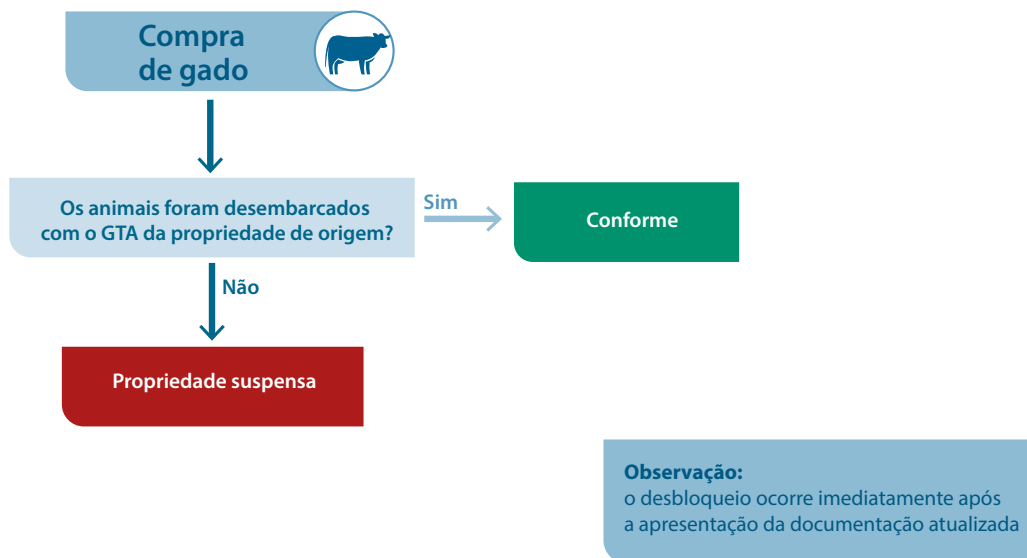 Compra
de gado
Os animais foram desembarcados
com o GTA da propriedade de origem?
Sim
Conforme
Não
Propriedade suspensa
Observação:
o desbloqueio ocorre imediatamente após
a apresentação da documentação atualizada